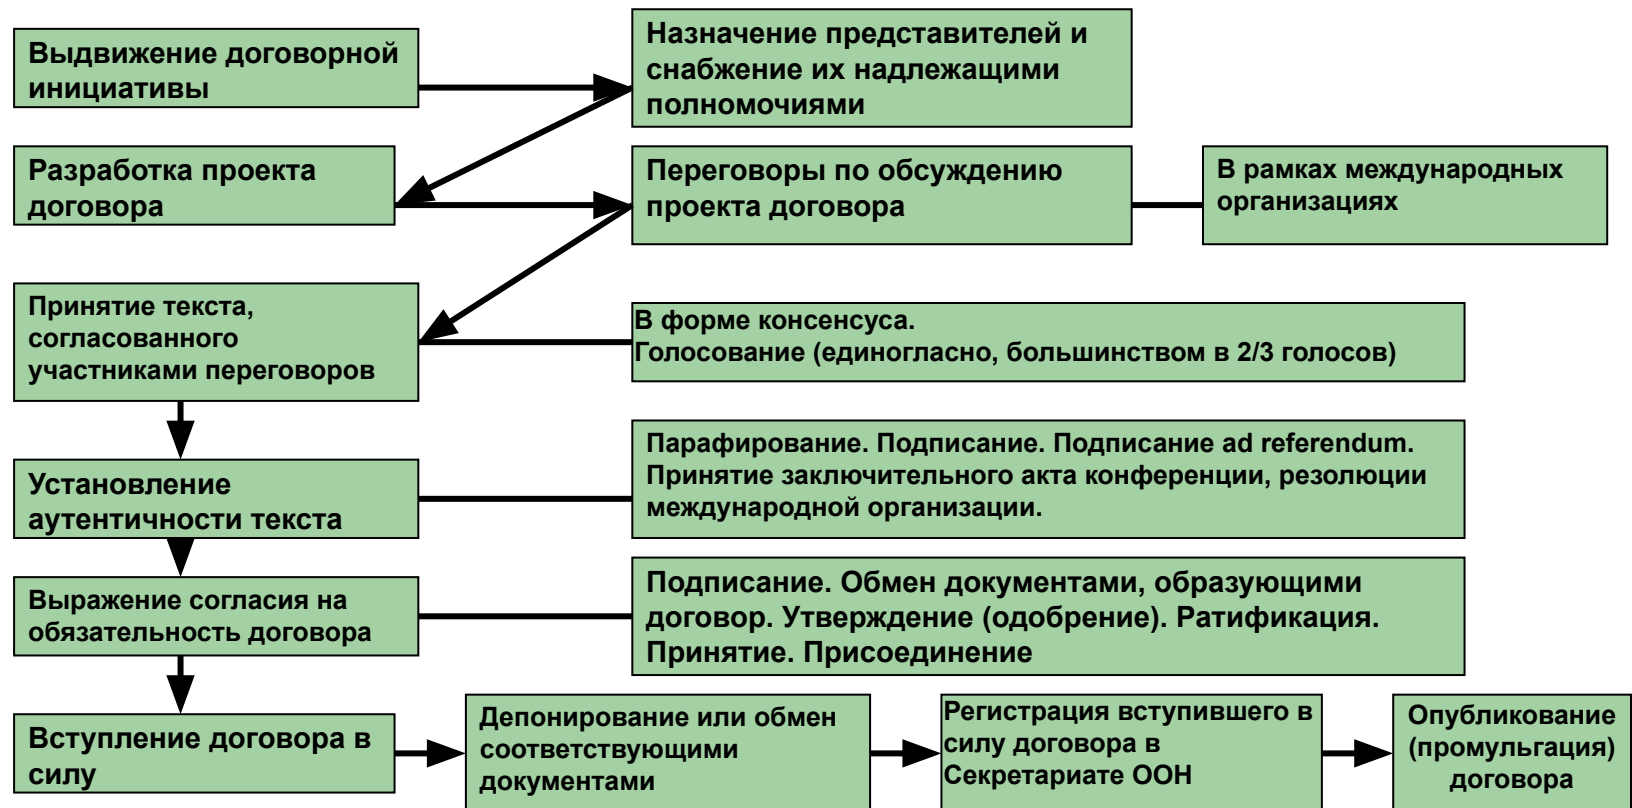 Выдвижение договорной
инициативы
Назначение представителей и
снабжение их надлежащими
полномочиями
Разработка проекта
договора
Переговоры по обсуждению
проекта договора
В рамках международных
организациях
Принятие текста,
согласованного
участниками переговоров
В форме консенсуса.
Голосование (единогласно, большинством в 2/3 голосов)
Установление
аутентичности текста
Парафирование. Подписание. Подписание ad referendum.
Принятие заключительного акта конференции, резолюции
международной организации.
Выражение согласия на
обязательность договора
Подписание. Обмен документами, образующими
договор. Утверждение (одобрение). Ратификация.
Принятие. Присоединение
Вступление договора в
силу
Депонирование или обмен
соответствующими
документами
Регистрация вступившего в
силу договора в
Секретариате ООН
Опубликование
(промульгация)
договора